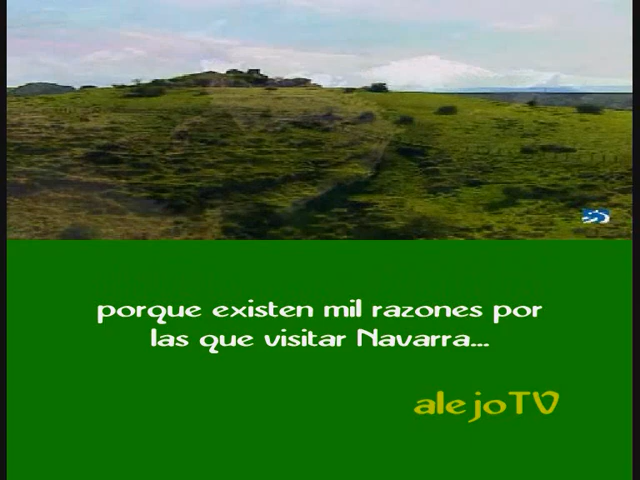 porque existen mil razones por
las que visitar Navarra...
alejoTV